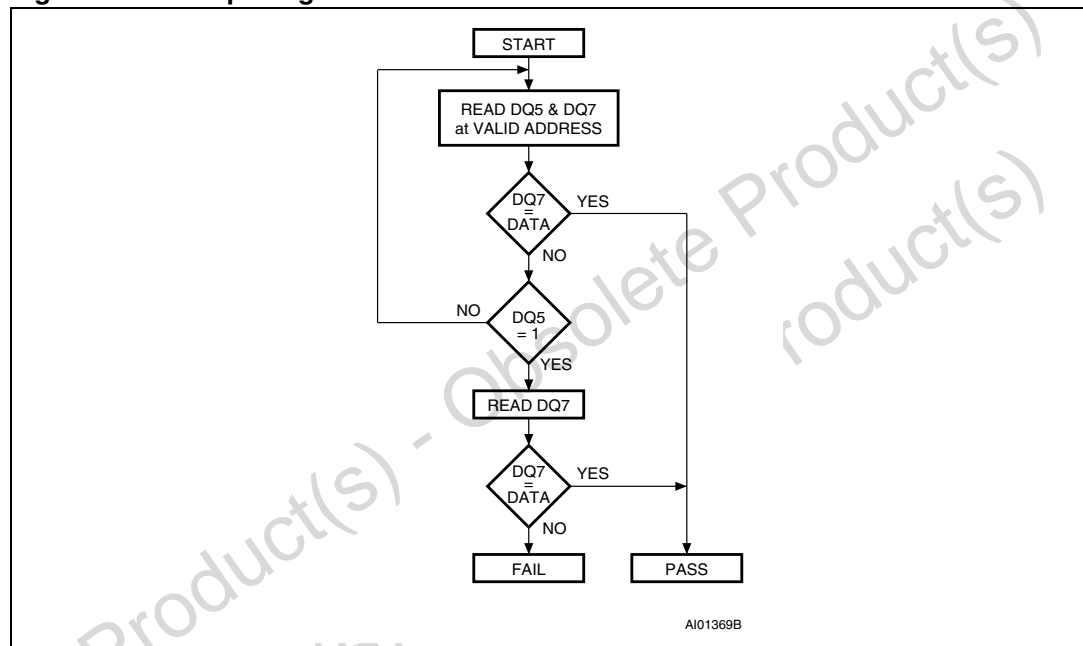 START
READ DQ5 & DQ7
at VALID ADDRESS
DQ7
=
DATA
YES
NO
DQ5
= 1
NO
YES
READ DQ7
DQ7
=
DATA
YES
NO
FAIL
PASS
AI01369B
Product(s) - Obsolete Product(s)